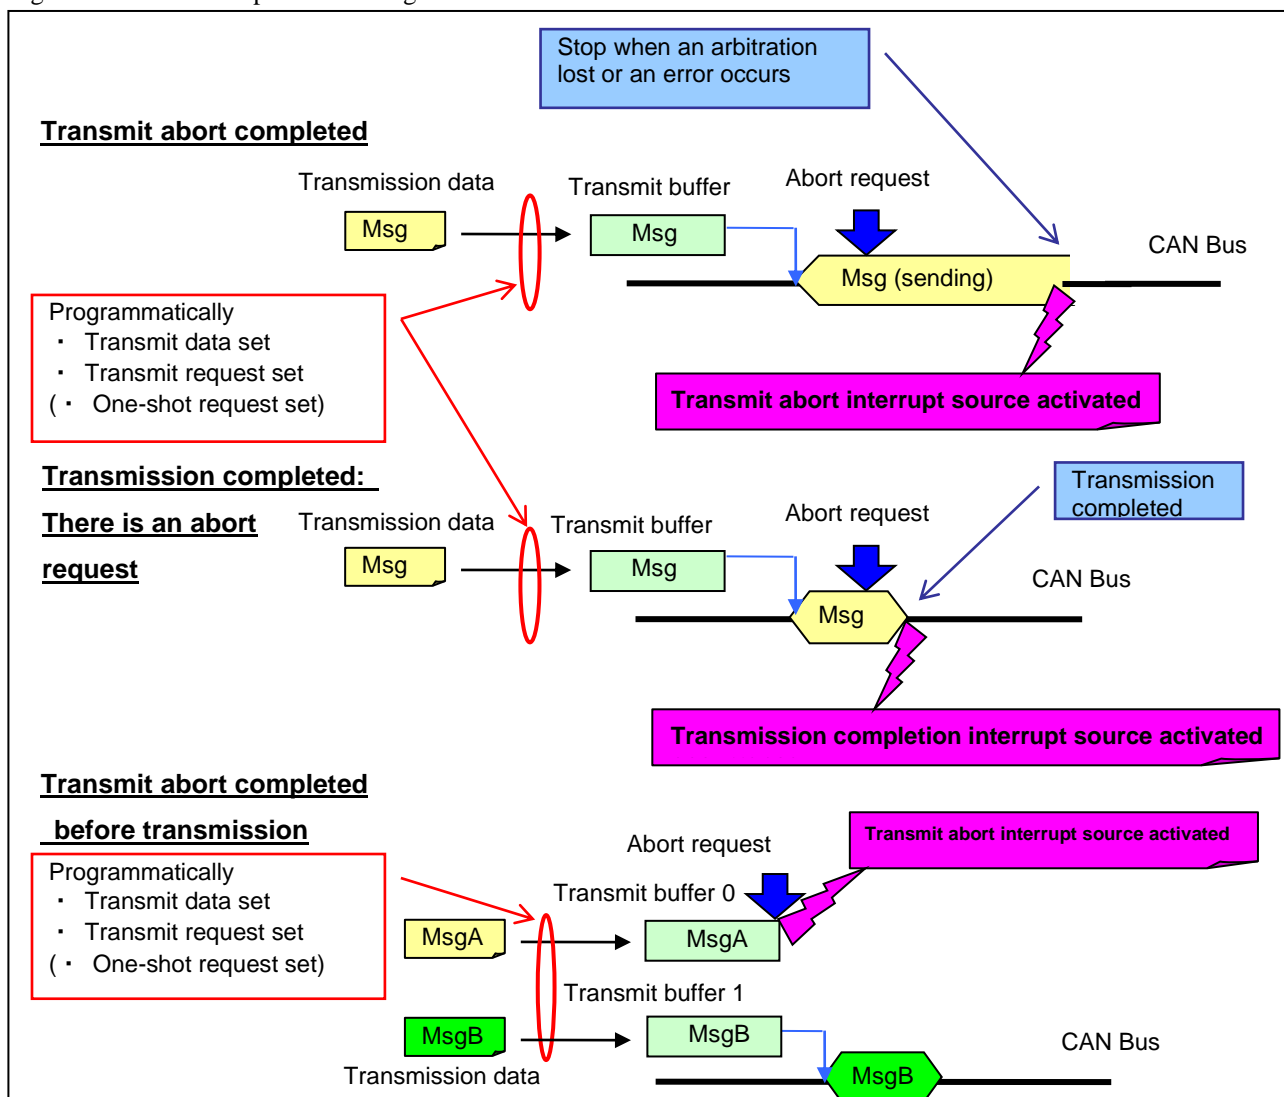 Stop when an arbitration
lost or an error occurs
Transmit abort completed
Transmission data
Transmit buffer
Abort request
Msg
Msg
Msg (sending)
CAN Bus
Programmatically
・ Transmit data set
・ Transmit request set
(・ One-shot request set)
Transmit abort interrupt source activated
Transmission completed:
There is an abort
request
Transmission data
Transmit buffer
Abort request
Transmission
completed
Msg
Msg
Msg
CAN Bus
Transmission completion interrupt source activated
Transmit abort completed
before transmission
Transmit abort interrupt source activated
Abort request
Programmatically
・ Transmit data set
・ Transmit request set
(・ One-shot request set)
Transmit buffer 0
MsgA
MsgA
Transmit buffer 1
MsgB
MsgB
Transmission data
MsgB
CAN Bus